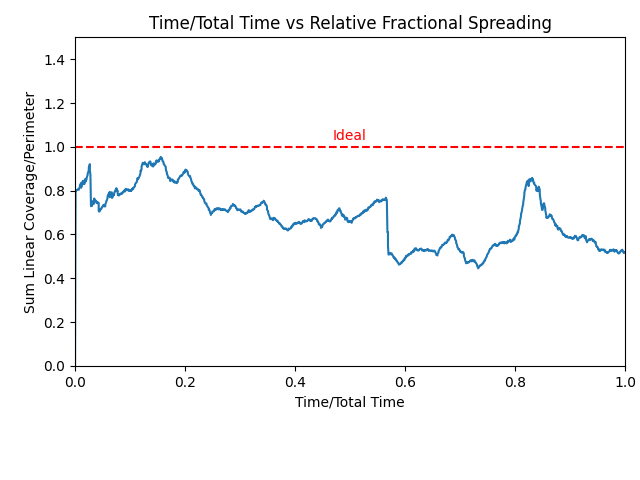 Time/Total Time vs Relative Fractional Spreading
Sum Linear Coverage/Perimeter
1.4
1.2
1.0
0.8
0.6
0.4
0.2
0.0
Ideal
0.0 0.2 0.4 0.6 0.8 1.0
Time/Total Time